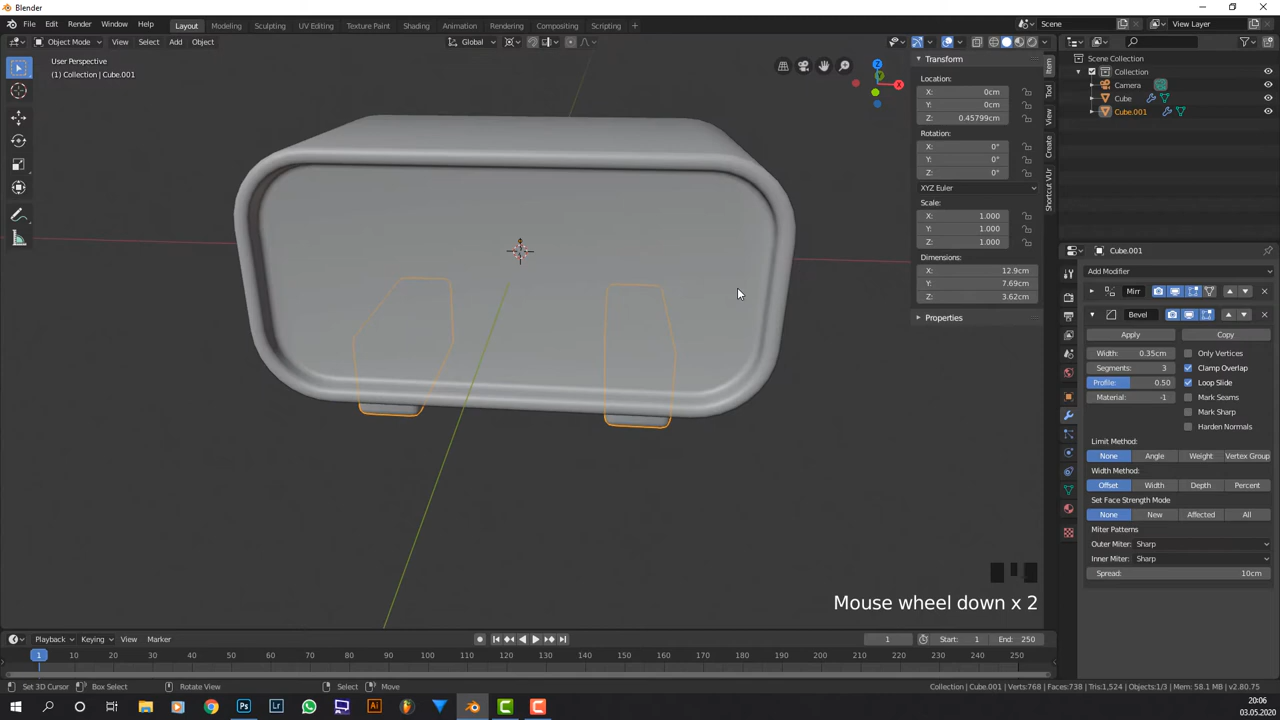 Blender
File Edit Render Window Help
Layout Modeling Sculpting UV Editing Texture Paint Shading Animation Rendering Compositing Scripting +
Scene View Layer
Object Mode View Select Add Object Global
User Perspective
(1) Collection | Cube.001
Transform
Location:
X: 0cm
Y: 0cm
Z: 0.45799cm
Rotation:
X: 0°
Y: 0°
Z: 0°
XYZ Euler
Scale:
X: 1.000
Y: 1.000
Z: 1.000
Dimensions:
X: 12.9cm
Y: 7.69cm
Z: 3.62cm
Properties
Item
Tool
View
Create
Shortcut VUr
Scene Collection
Collection
Camera
Cube
Cube.001
Cube.001
Add Modifier
Mirr
Bevel
Apply Copy
Width: 0.35cm Only Vertices
Segments: 3 Clamp Overlap
Profile: 0.50 Loop Slide
Material: -1 Mark Seams
Mark Sharp
Harden Normals
Limit Method:
None Angle Weight Vertex Group
Width Method:
Offset Width Depth Percent
Set Face Strength Mode
None New Affected All
Miter Patterns
Outer Miter: Sharp
Inner Miter: Sharp
Spread: 10cm
X
Y
Z
Mouse wheel down x 2
Playback Keying View Marker 1 Start: 1 End: 250
1 10 20 30 40 50 60 70 80 90 100 110 120 130 140 150 160 170 180 190 200 210 220 230 240 250
Set 3D Cursor Box Select Rotate View Select Move Collection | Cube.001 | Verts:768 | Faces:738 | Tris:1,524 | Objects:1/3 | Mem: 58.1 MB | v2.80.75
Ps Lrc Ai
20:06
03.05.2020